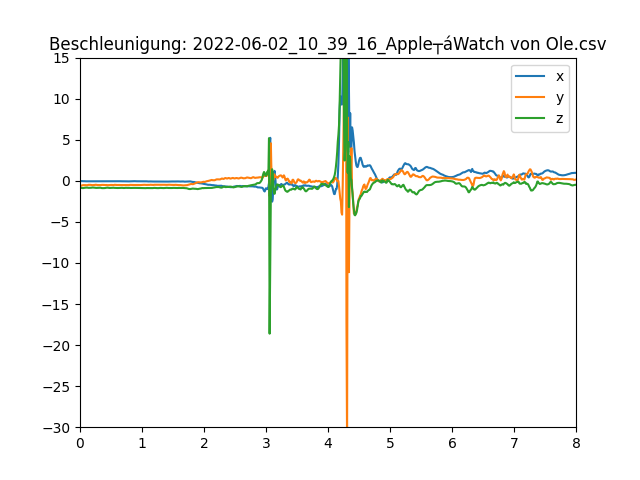 Beschleunigung: 2022-06-02_10_39_16_Apple┬áWatch von Ole.csv
x
y
z
15
10
5
0
−5
−10
−15
−20
−25
−30
0 1 2 3 4 5 6 7 8